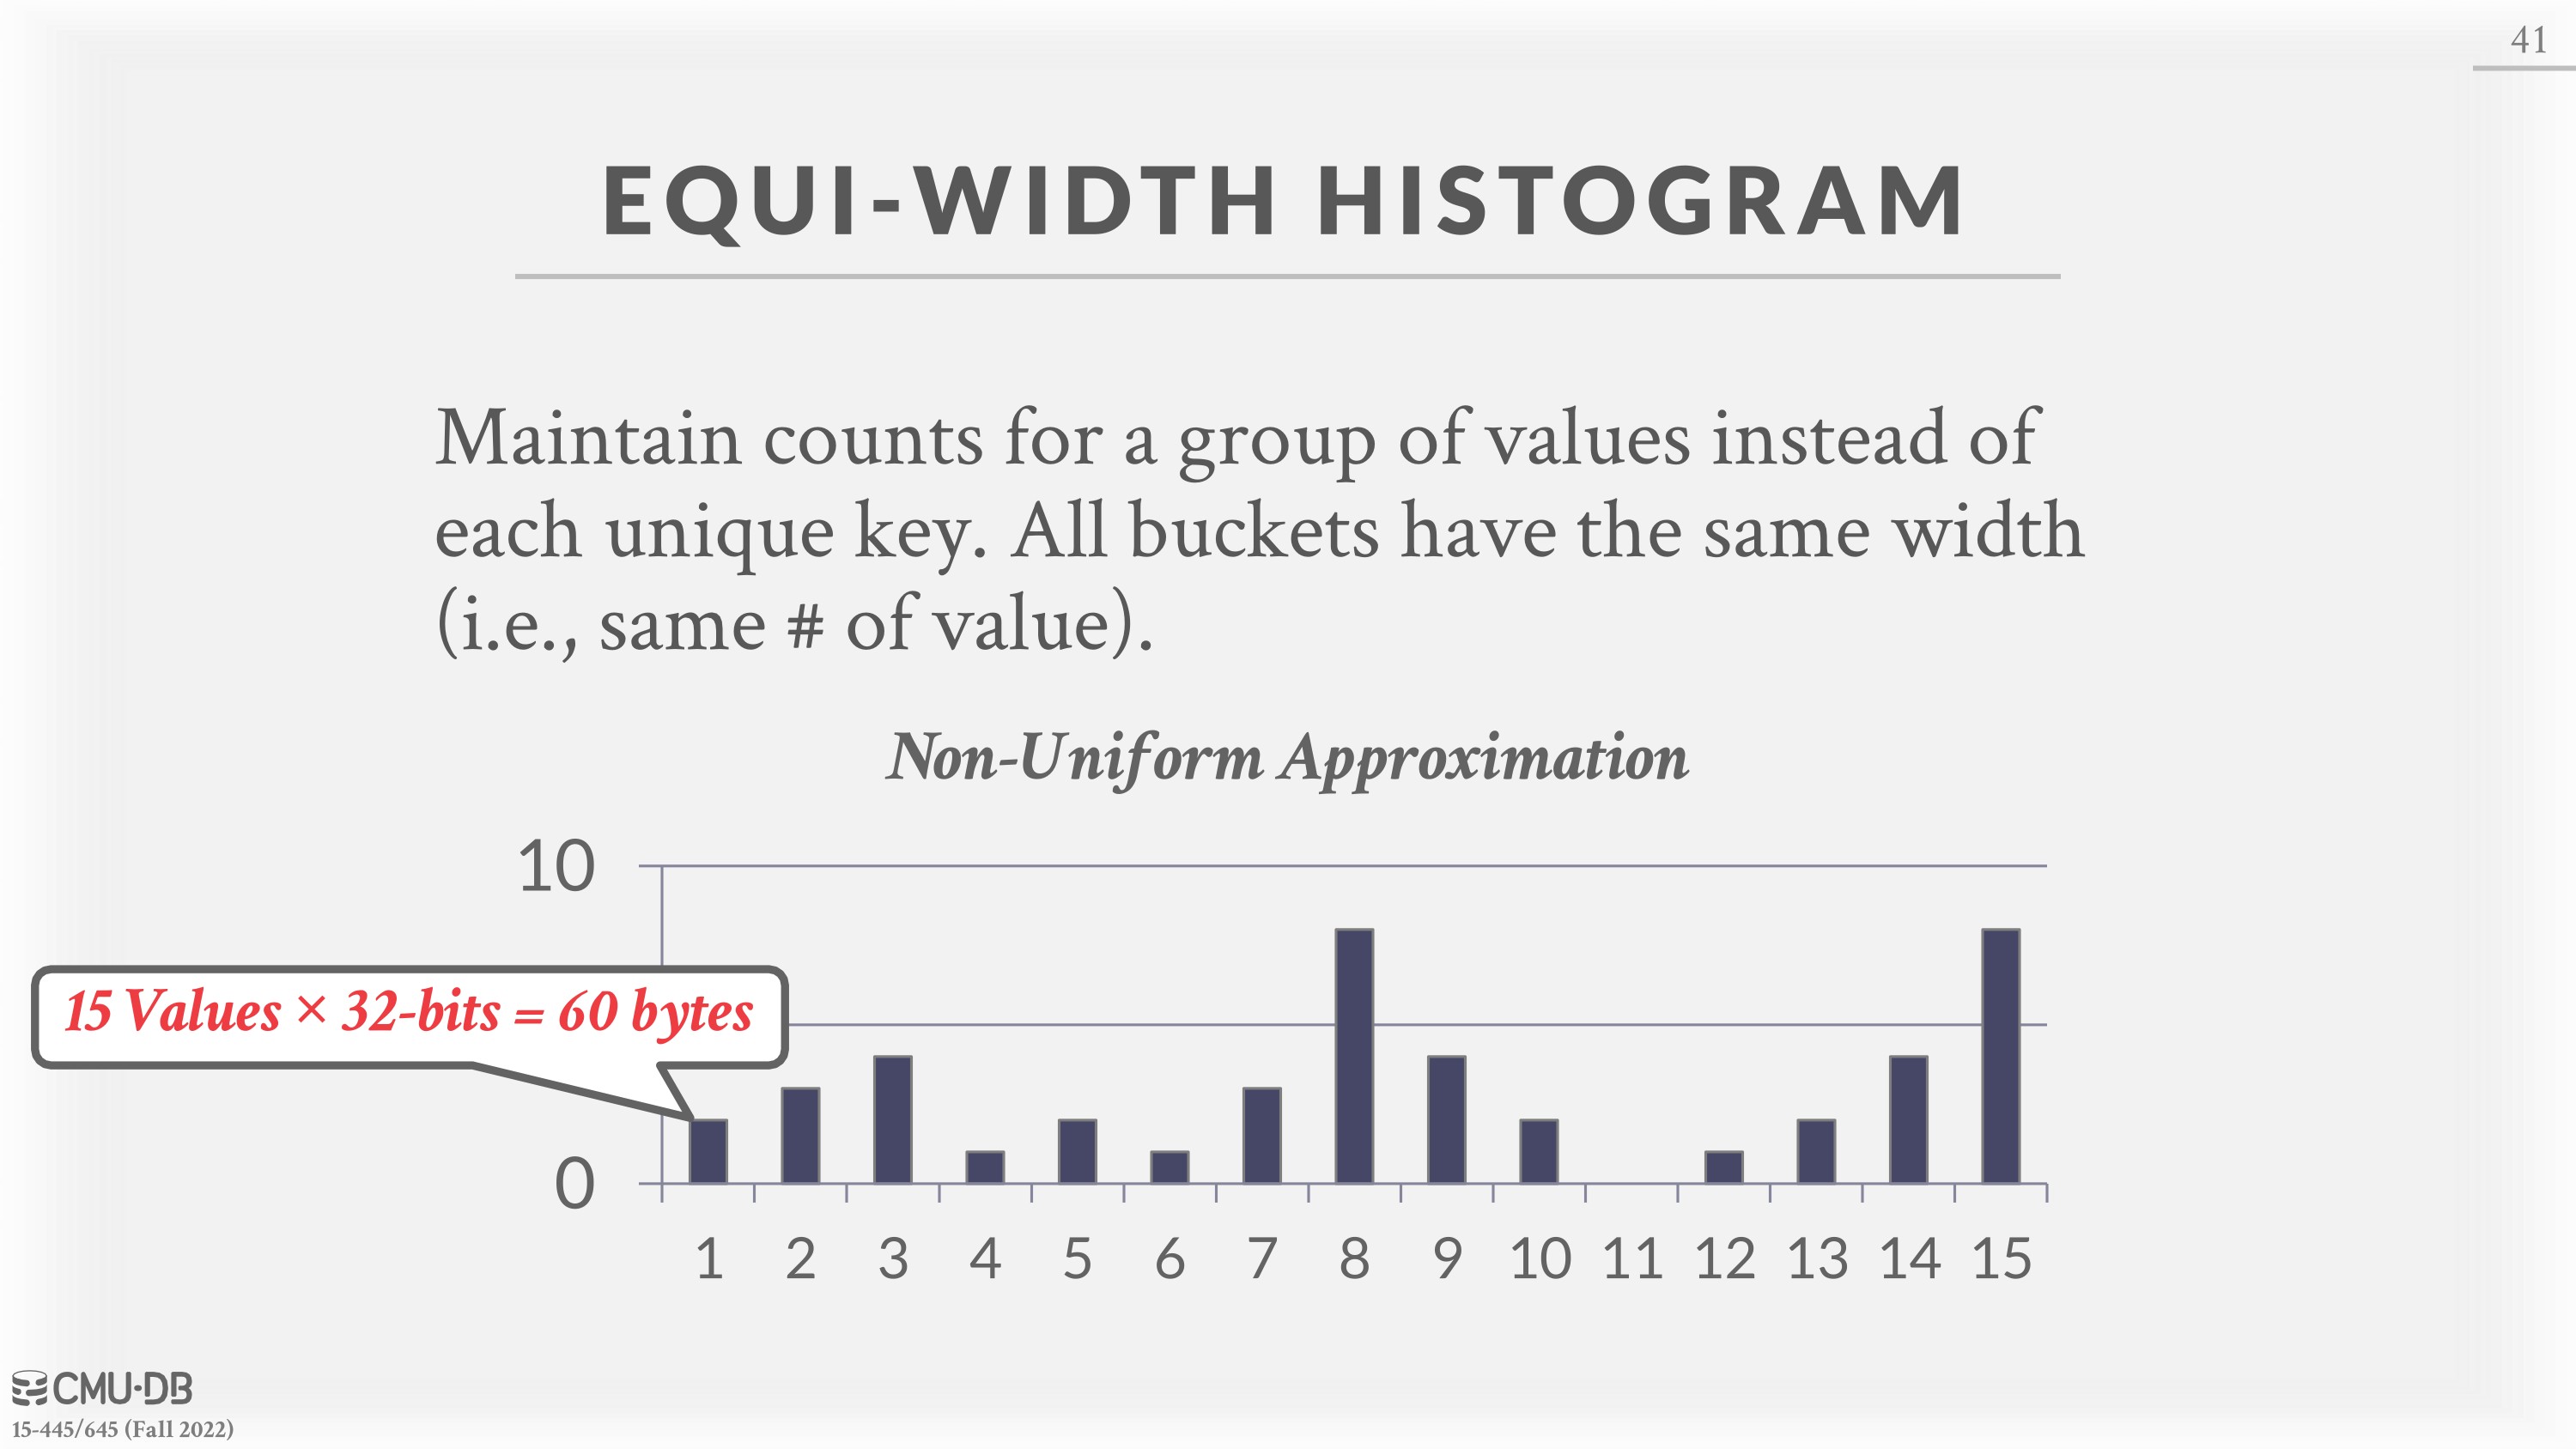 41
EQUI-WIDTH HISTOGRAM
Maintain counts for a group of values instead of
each unique key. All buckets have the same width
(i.e., same # of value).
Non-Uniform Approximation
10
15 Values × 32-bits = 60 bytes
0
1 2 3 4 5 6 7 8 9 10 11 12 13 14 15
CMU·DB
15-445/645 (Fall 2022)